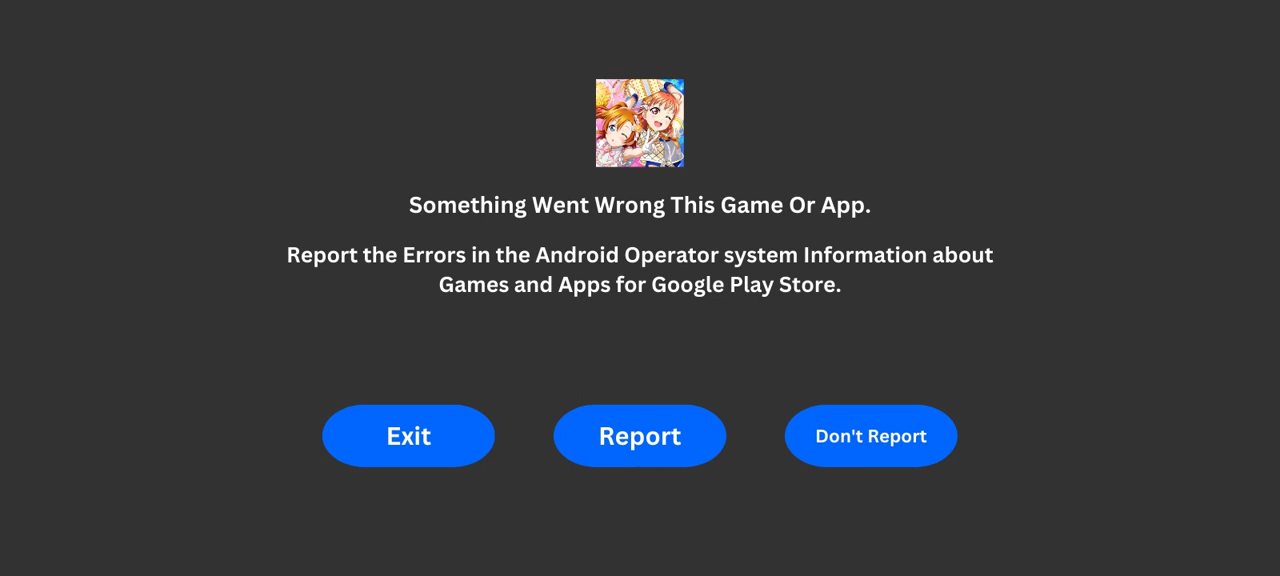 Something Went Wrong This Game Or App.
Report the Errors in the Android Operator system Information about
Games and Apps for Google Play Store.
Exit
Report
Don't Report